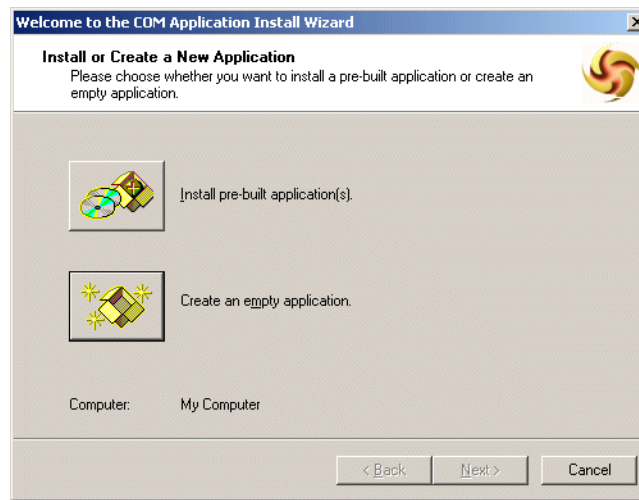 Welcome to the COM Application Install Wizard
Install or Create a New Application
Please choose whether you want to install a pre-built application or create an
empty application.
Install pre-built application(s).
Create an empty application.
Computer: My Computer
< Back Next > Cancel